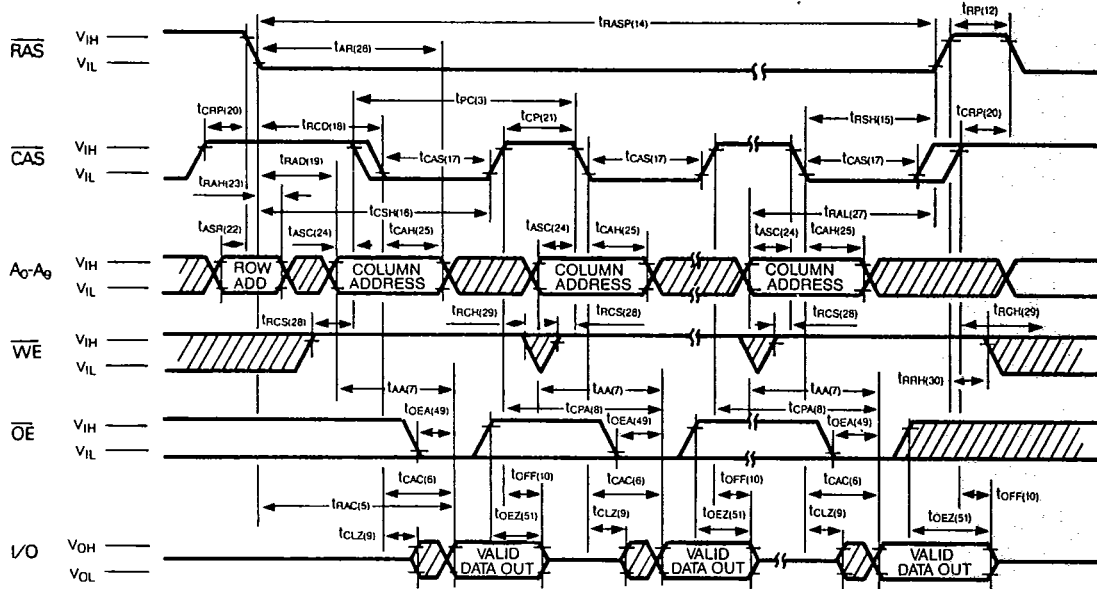 tRASP(14) tRP(12)
RAS VIH VIL tAR(26)
tPC(3)
tCRP(20) tRCD(18) tCP(21) tRSH(15) tCRP(20)
CAS VIH VIL tCAS(17) tCAS(17) tCAS(17)
tRAD(19)
tRAH(23) tCSH(16) tRAL(27)
tASR(22) tASC(24) tCAH(25) tASC(24) tCAH(25) tASC(24) tCAH(25)
A0-A9 VIH VIL
ROW ADD
COLUMN ADDRESS
COLUMN ADDRESS
COLUMN ADDRESS
tRCS(28) tRCH(29) tRCS(28) tRCS(28) tRCH(29)
WE VIH VIL
tAA(7) tAA(7) tAA(7) tRRH(30)
tOEA(49) tCPA(8) tOEA(49) tCPA(8) tOEA(49)
OE VIH VIL
tCAC(6) tOFF(10) tCAC(6) tOFF(10) tCAC(6) tOFF(10)
tRAC(5)
tCLZ(9) tOEZ(51) tCLZ(9) tOEZ(51) tCLZ(9) tOEZ(51)
I/O VOH VOL
VALID DATA OUT
VALID DATA OUT
VALID DATA OUT